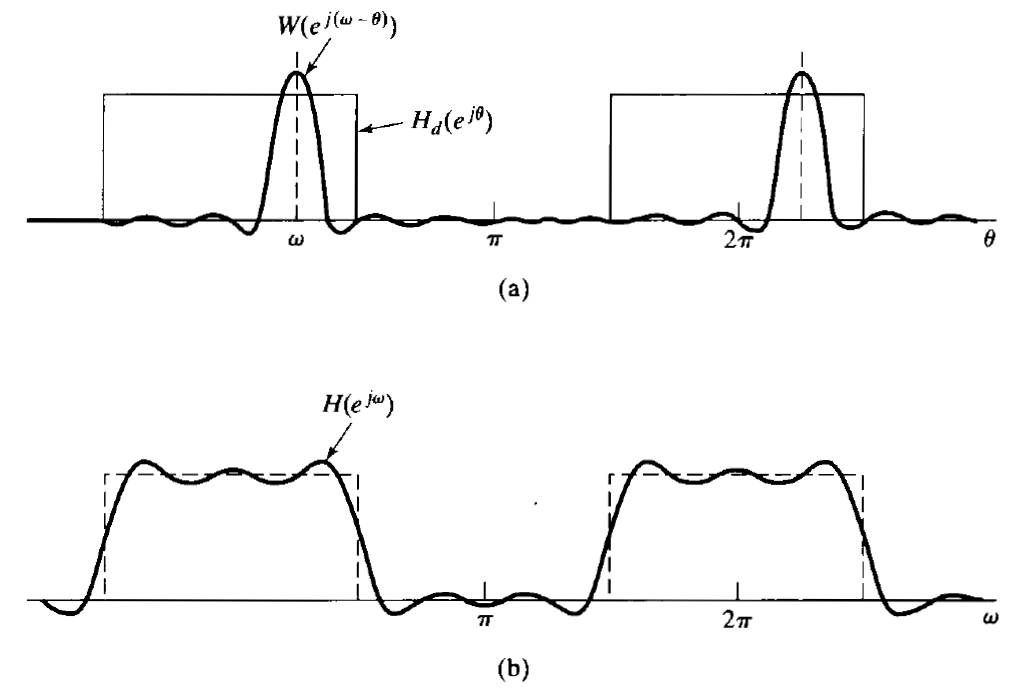 W(e^{j(ω − θ)})
H_d(e^{jθ})
ω π 2π θ
(a)
H(e^{jω})
π 2π ω
(b)